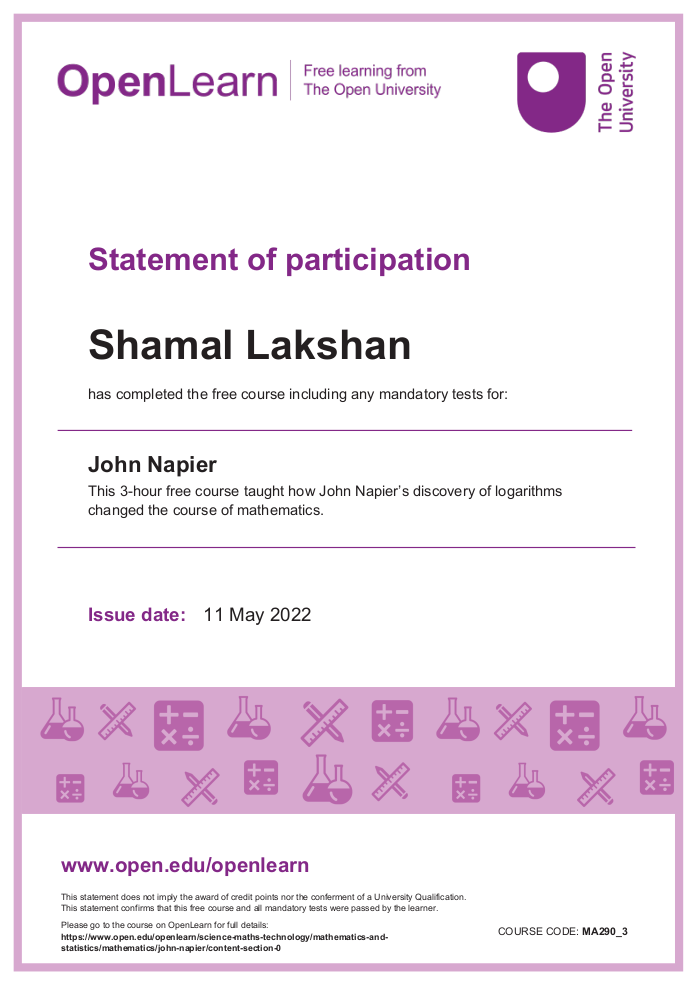 OpenLearn
Free learning from
The Open University
The Open
University
Statement of participation
Shamal Lakshan
has completed the free course including any mandatory tests for:
John Napier
This 3-hour free course taught how John Napier’s discovery of logarithms
changed the course of mathematics.
Issue date: 11 May 2022
www.open.edu/openlearn
This statement does not imply the award of credit points nor the conferment of a University Qualification.
This statement confirms that this free course and all mandatory tests were passed by the learner.
Please go to the course on OpenLearn for full details:
https://www.open.edu/openlearn/science-maths-technology/mathematics-and-
statistics/mathematics/john-napier/content-section-0
COURSE CODE: MA290_3